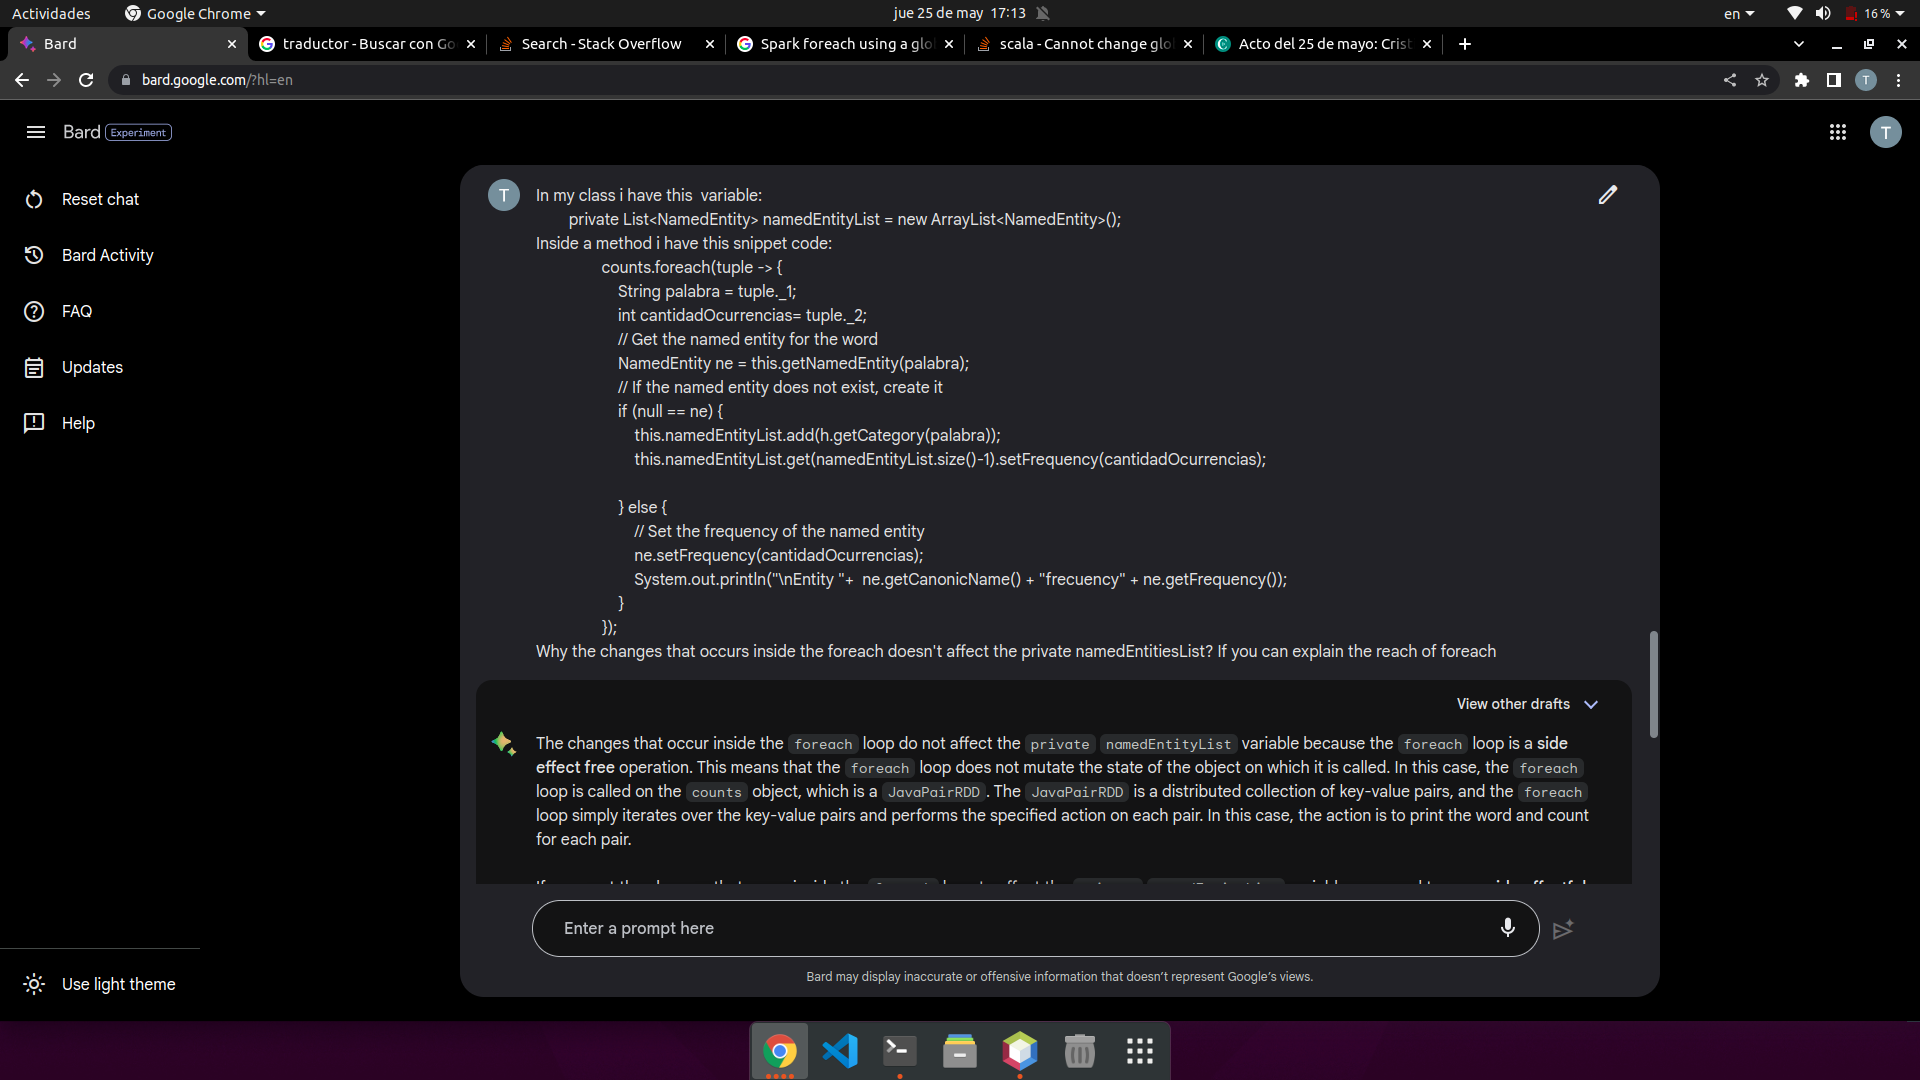 Actividades Google Chrome jue 25 de may 17:13 en 16 %
Bard traductor - Buscar con Go Search - Stack Overflow Spark foreach using a glo scala - Cannot change glo Acto del 25 de mayo: Crist
bard.google.com/?hl=en T
Bard Experiment T
Reset chat
Bard Activity
FAQ
Updates
Help
Use light theme
T In my class i have this  variable:
private List<NamedEntity> namedEntityList = new ArrayList<NamedEntity>();
Inside a method i have this snippet code:
counts.foreach(tuple -> {
String palabra = tuple._1;
int cantidadOcurrencias= tuple._2;
// Get the named entity for the word
NamedEntity ne = this.getNamedEntity(palabra);
// If the named entity does not exist, create it
if (null == ne) {
this.namedEntityList.add(h.getCategory(palabra));
this.namedEntityList.get(namedEntityList.size()-1).setFrequency(cantidadOcurrencias);
} else {
// Set the frequency of the named entity
ne.setFrequency(cantidadOcurrencias);
System.out.println("\nEntity "+  ne.getCanonicName() + "frecuency" + ne.getFrequency());
}
});
Why the changes that occurs inside the foreach doesn't affect the private namedEntitiesList? If you can explain the reach of foreach
View other drafts
The changes that occur inside the foreach loop do not affect the private namedEntityList variable because the foreach loop is a side
effect free operation. This means that the foreach loop does not mutate the state of the object on which it is called. In this case, the foreach
loop is called on the counts object, which is a JavaPairRDD. The JavaPairRDD is a distributed collection of key-value pairs, and the foreach
loop simply iterates over the key-value pairs and performs the specified action on each pair. In this case, the action is to print the word and count
for each pair.
Enter a prompt here
Bard may display inaccurate or offensive information that doesn't represent Google's views.